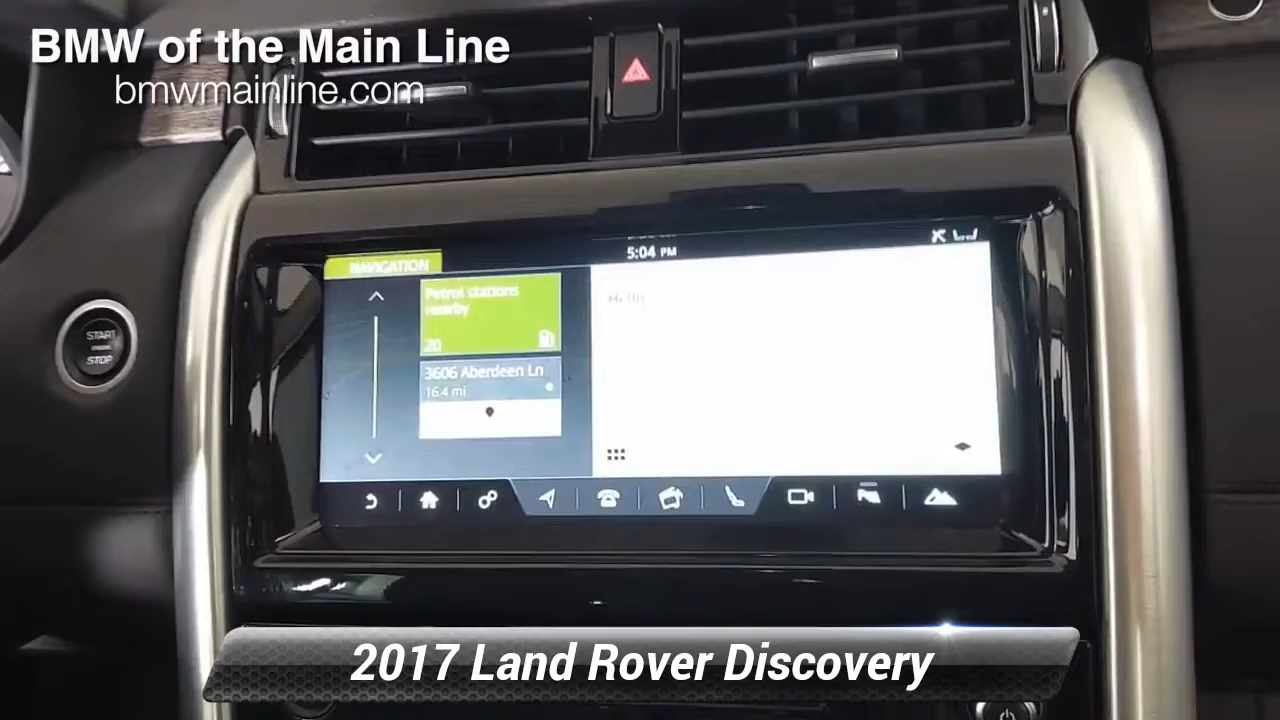 BMW of the Main Line
bmwmainline.com
5:04 PM
NAVIGATION
Petrol stations
nearby
20
Hello
3606 Aberdeen Ln
16.4 mi
START
STOP
2017 Land Rover Discovery